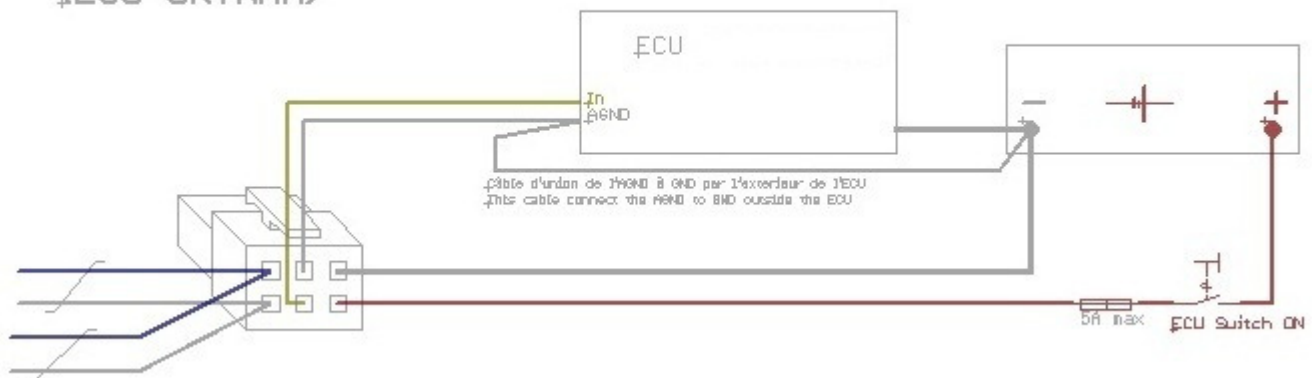 ECU
In
AGND
Câble d'union de l'AGND à GND par l'exterieur de l'ECU
This cable connect the AGND to GND outside the ECU
5A max
ECU Switch ON